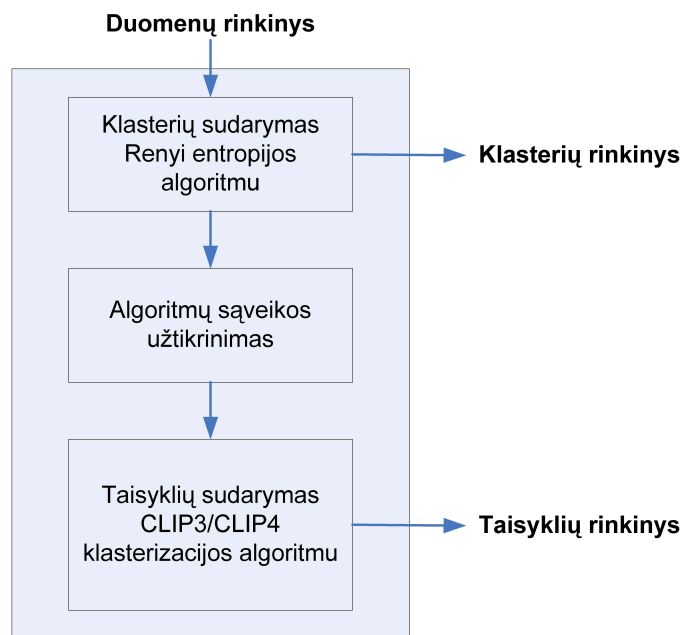 Duomenų rinkinys
Klasterių sudarymas
Renyi entropijos
algoritmu
Klasterių rinkinys
Algoritmų sąveikos
užtikrinimas
Taisyklių sudarymas
CLIP3/CLIP4
klasterizacijos algoritmu
Taisyklių rinkinys